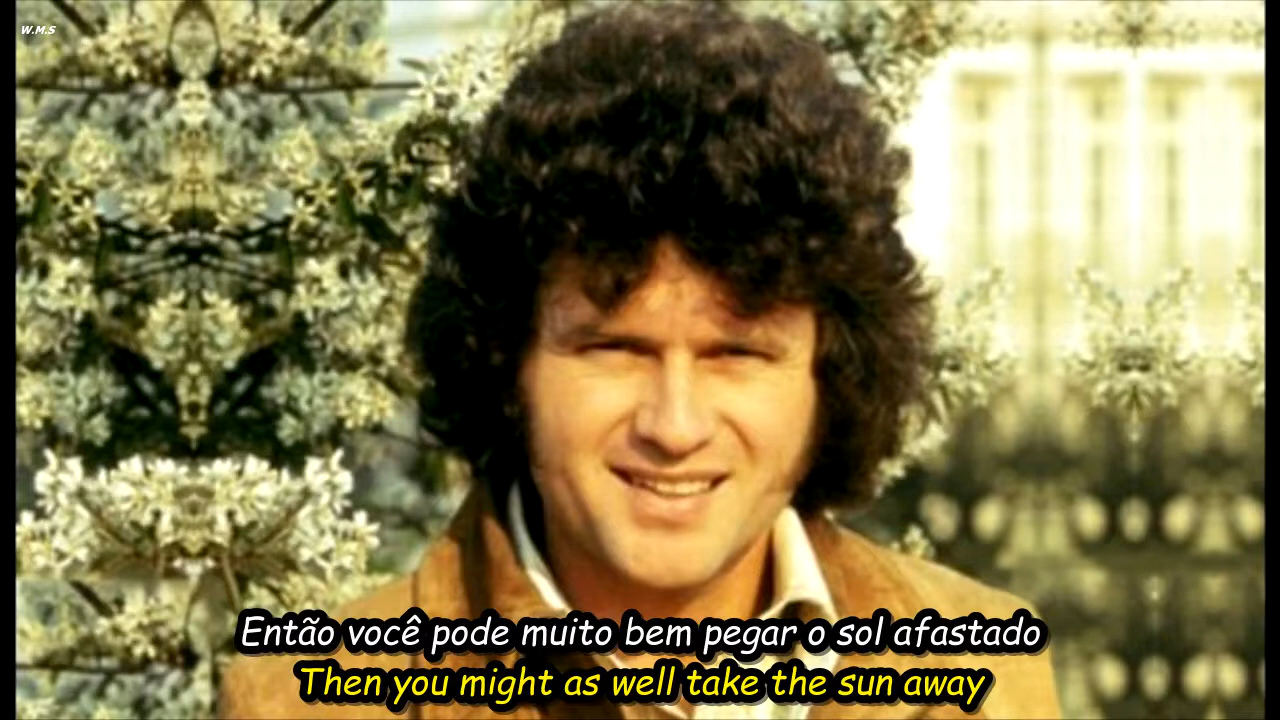 W.M.S
Então você pode muito bem pegar o sol afastado
Then you might as well take the sun away